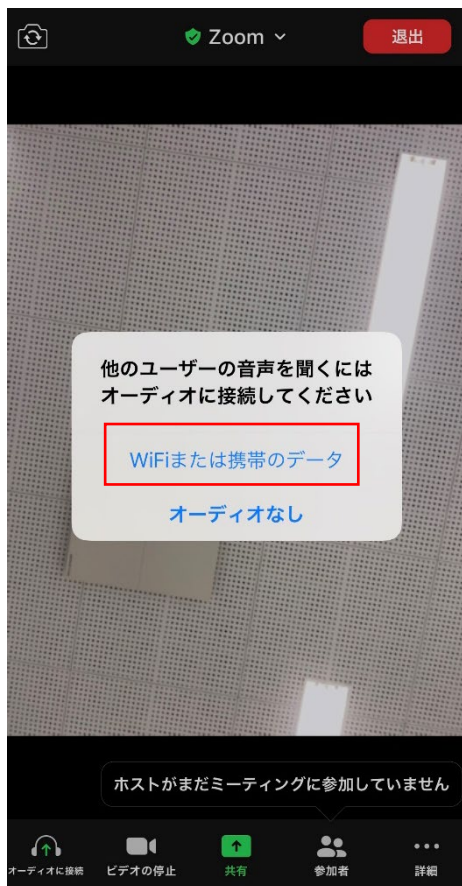 Zoom
退出
他のユーザーの音声を聞くには
オーディオに接続してください
WiFiまたは携帯のデータ
オーディオなし
ホストがまだミーティングに参加していません
オーディオに接続 ビデオの停止 共有 参加者 詳細